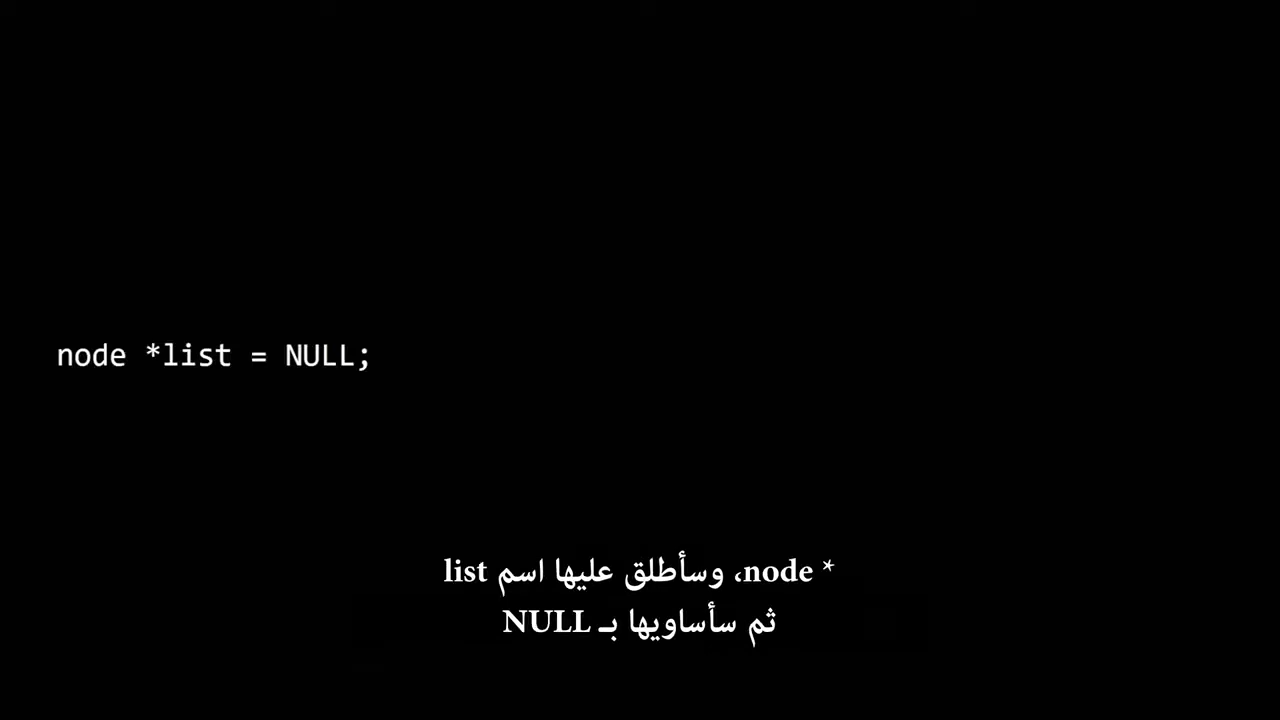 node *list = NULL;
node *، وسأطلق عليها اسم list
ثم سأساويها بـ NULL